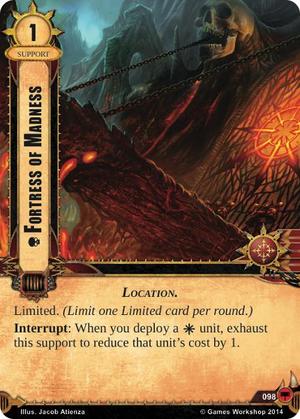 1
SUPPORT
FORTRESS OF MADNESS
LOCATION.
Limited. (Limit one Limited card per round.)
Interrupt: When you deploy a unit, exhaust
this support to reduce that unit's cost by 1.
098
Illus. Jacob Atienza
© Games Workshop 2014